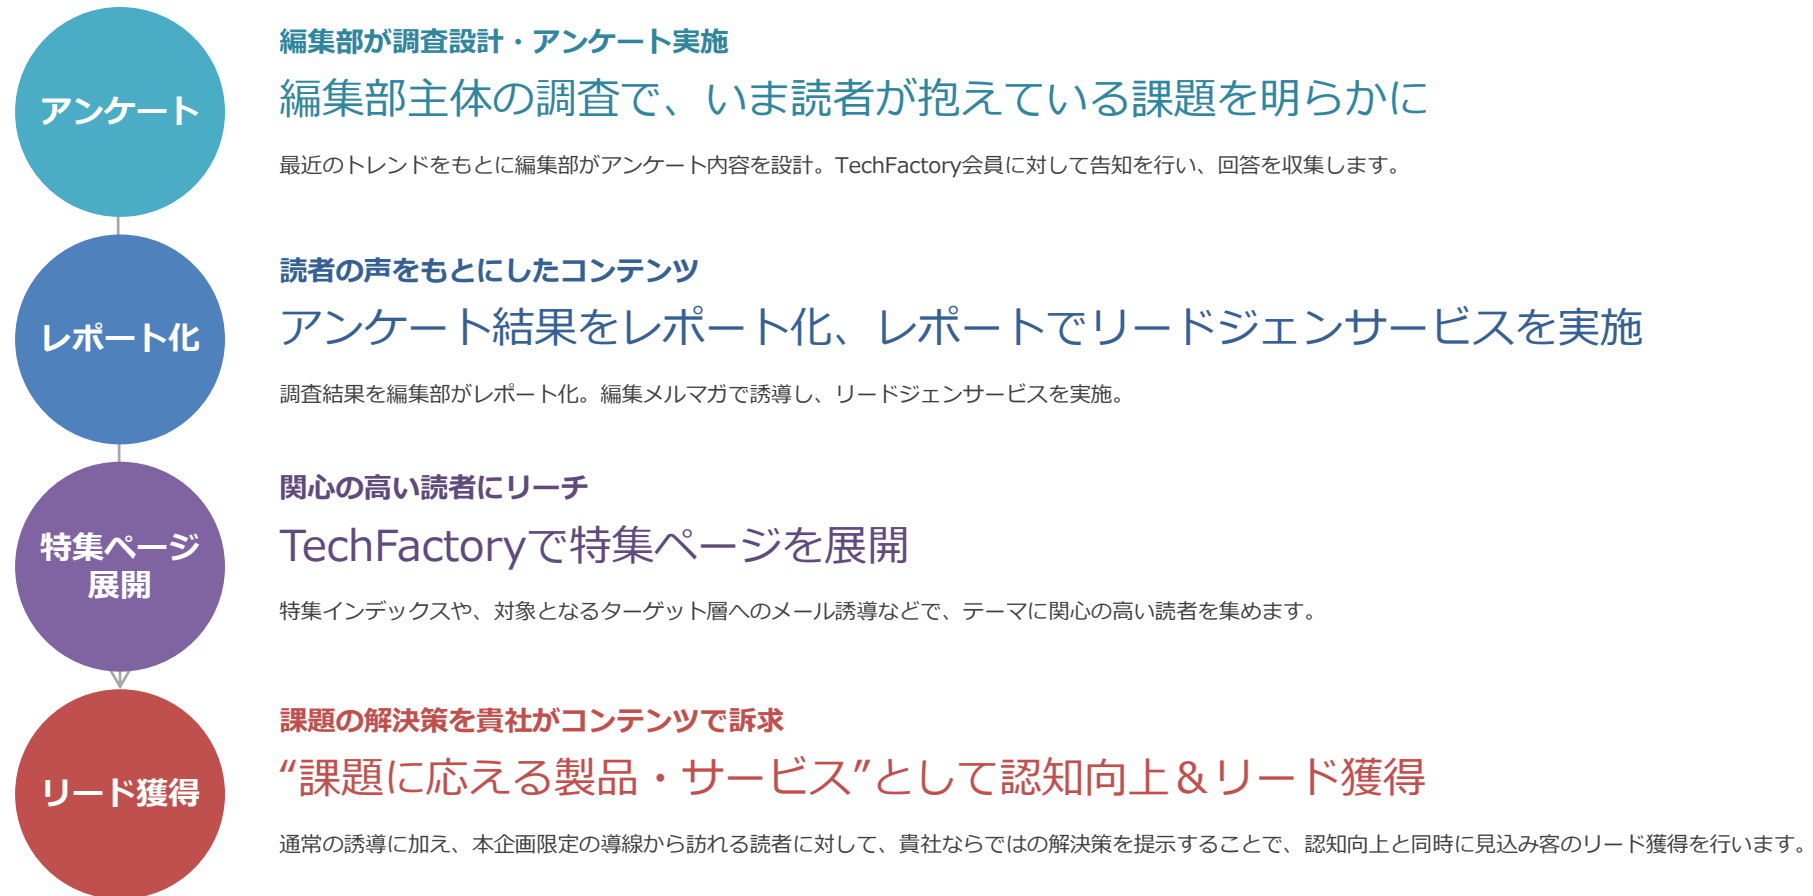 アンケート
編集部が調査設計・アンケート実施
編集部主体の調査で、いま読者が抱えている課題を明らかに
最近のトレンドをもとに編集部がアンケート内容を設計。TechFactory会員に対して告知を行い、回答を収集します。
レポート化
読者の声をもとにしたコンテンツ
アンケート結果をレポート化、レポートでリードジェンサービスを実施
調査結果を編集部がレポート化。編集メルマガで誘導し、リードジェンサービスを実施。
特集ページ
展開
関心の高い読者にリーチ
TechFactoryで特集ページを展開
特集インデックスや、対象となるターゲット層へのメール誘導などで、テーマに関心の高い読者を集めます。
リード獲得
課題の解決策を貴社がコンテンツで訴求
“課題に応える製品・サービス”として認知向上＆リード獲得
通常の誘導に加え、本企画限定の導線から訪れる読者に対して、貴社ならではの解決策を提示することで、認知向上と同時に見込み客のリード獲得を行います。